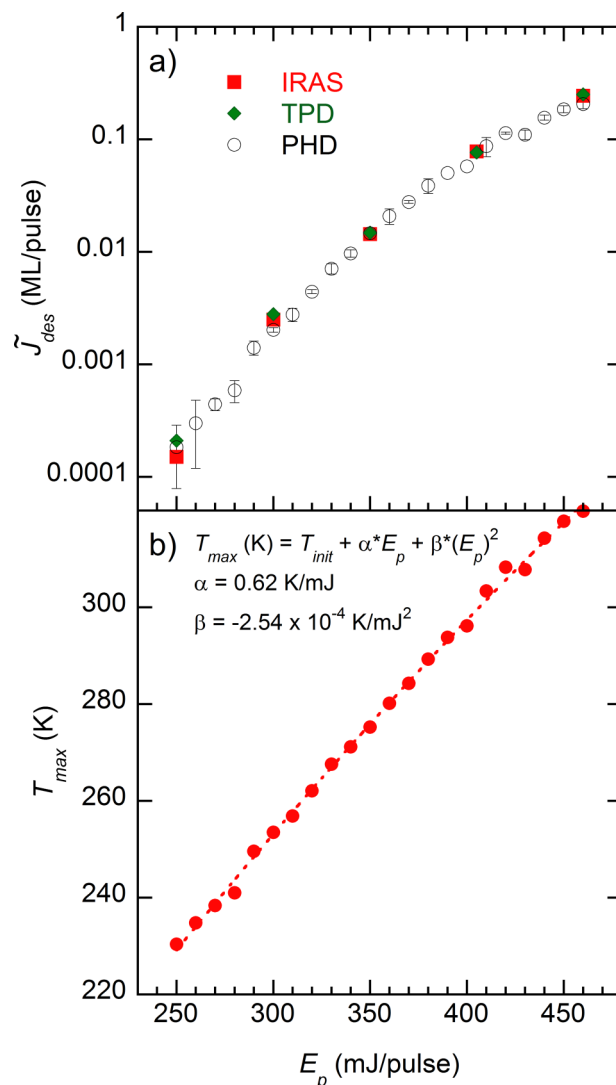 a)
IRAS
TPD
PHD
1
0.1
0.01
0.001
0.0001
J̃des (ML/pulse)
b)
Tmax (K) = Tinit + α*Ep + β*(Ep)²
α = 0.62 K/mJ
β = -2.54 x 10⁻⁴ K/mJ²
300
280
260
240
220
Tmax (K)
250 300 350 400 450
Ep (mJ/pulse)